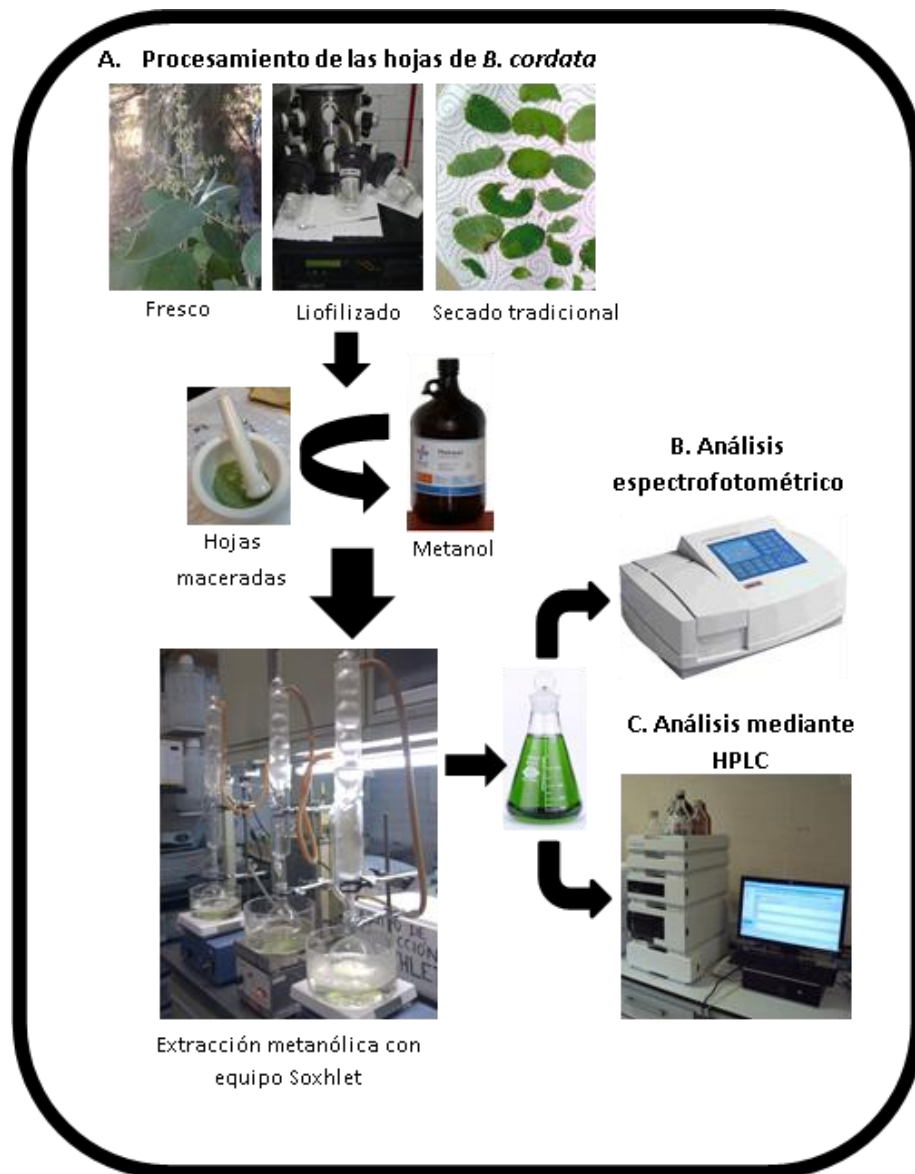 A. Procesamiento de las hojas de B. cordata
Fresco
Liofilizado
Secado tradicional
Hojas
maceradas
Metanol
B. Análisis
espectrofotométrico
C. Análisis mediante
HPLC
Extracción metanólica con
equipo Soxhlet